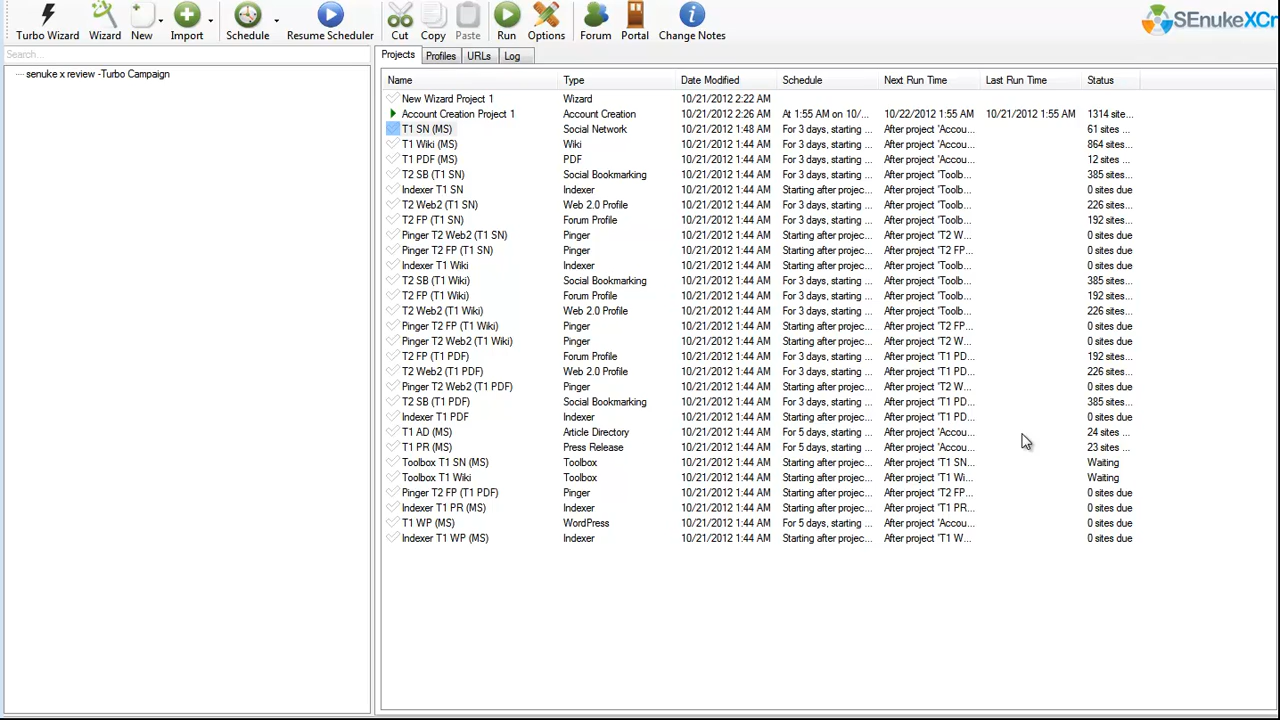 Turbo Wizard Wizard New Import Schedule Resume Scheduler Cut Copy Paste Run Options Forum Portal Change Notes SEnukeXCr
Search...
senuke x review -Turbo Campaign
Projects Profiles URLs Log
Name Type Date Modified Schedule Next Run Time Last Run Time Status
New Wizard Project 1 Wizard 10/21/2012 2:22 AM
Account Creation Project 1 Account Creation 10/21/2012 2:26 AM At 1:55 AM on 10/... 10/22/2012 1:55 AM 10/21/2012 1:55 AM 1314 site...
T1 SN (MS) Social Network 10/21/2012 1:48 AM For 3 days, starting ... After project 'Accou... 61 sites ...
T1 Wiki (MS) Wiki 10/21/2012 1:44 AM For 3 days, starting ... After project 'Accou... 864 sites...
T1 PDF (MS) PDF 10/21/2012 1:44 AM For 3 days, starting ... After project 'Accou... 12 sites ...
T2 SB (T1 SN) Social Bookmarking 10/21/2012 1:44 AM For 3 days, starting ... After project 'Toolb... 385 sites...
Indexer T1 SN Indexer 10/21/2012 1:44 AM Starting after projec... After project 'Toolb... 0 sites due
T2 Web2 (T1 SN) Web 2.0 Profile 10/21/2012 1:44 AM For 3 days, starting ... After project 'Toolb... 226 sites...
T2 FP (T1 SN) Forum Profile 10/21/2012 1:44 AM For 3 days, starting ... After project 'Toolb... 192 sites...
Pinger T2 Web2 (T1 SN) Pinger 10/21/2012 1:44 AM Starting after projec... After project 'T2 W... 0 sites due
Pinger T2 FP (T1 SN) Pinger 10/21/2012 1:44 AM Starting after projec... After project 'T2 FP... 0 sites due
Indexer T1 Wiki Indexer 10/21/2012 1:44 AM Starting after projec... After project 'Toolb... 0 sites due
T2 SB (T1 Wiki) Social Bookmarking 10/21/2012 1:44 AM For 3 days, starting ... After project 'Toolb... 385 sites...
T2 FP (T1 Wiki) Forum Profile 10/21/2012 1:44 AM For 3 days, starting ... After project 'Toolb... 192 sites...
T2 Web2 (T1 Wiki) Web 2.0 Profile 10/21/2012 1:44 AM For 3 days, starting ... After project 'Toolb... 226 sites...
Pinger T2 FP (T1 Wiki) Pinger 10/21/2012 1:44 AM Starting after projec... After project 'T2 FP... 0 sites due
Pinger T2 Web2 (T1 Wiki) Pinger 10/21/2012 1:44 AM Starting after projec... After project 'T2 W... 0 sites due
T2 FP (T1 PDF) Forum Profile 10/21/2012 1:44 AM For 3 days, starting ... After project 'T1 PD... 192 sites...
T2 Web2 (T1 PDF) Web 2.0 Profile 10/21/2012 1:44 AM For 3 days, starting ... After project 'T1 PD... 226 sites...
Pinger T2 Web2 (T1 PDF) Pinger 10/21/2012 1:44 AM Starting after projec... After project 'T2 W... 0 sites due
T2 SB (T1 PDF) Social Bookmarking 10/21/2012 1:44 AM For 3 days, starting ... After project 'T1 PD... 385 sites...
Indexer T1 PDF Indexer 10/21/2012 1:44 AM Starting after projec... After project 'T1 PD... 0 sites due
T1 AD (MS) Article Directory 10/21/2012 1:44 AM For 5 days, starting ... After project 'Accou... 24 sites ...
T1 PR (MS) Press Release 10/21/2012 1:44 AM For 5 days, starting ... After project 'Accou... 23 sites ...
Toolbox T1 SN (MS) Toolbox 10/21/2012 1:44 AM Starting after projec... After project 'T1 SN... Waiting
Toolbox T1 Wiki Toolbox 10/21/2012 1:44 AM Starting after projec... After project 'T1 Wi... Waiting
Pinger T2 FP (T1 PDF) Pinger 10/21/2012 1:44 AM Starting after projec... After project 'T2 FP... 0 sites due
Indexer T1 PR (MS) Indexer 10/21/2012 1:44 AM Starting after projec... After project 'T1 PR... 0 sites due
T1 WP (MS) WordPress 10/21/2012 1:44 AM For 5 days, starting ... After project 'Accou... 0 sites due
Indexer T1 WP (MS) Indexer 10/21/2012 1:44 AM Starting after projec... After project 'T1 W... 0 sites due